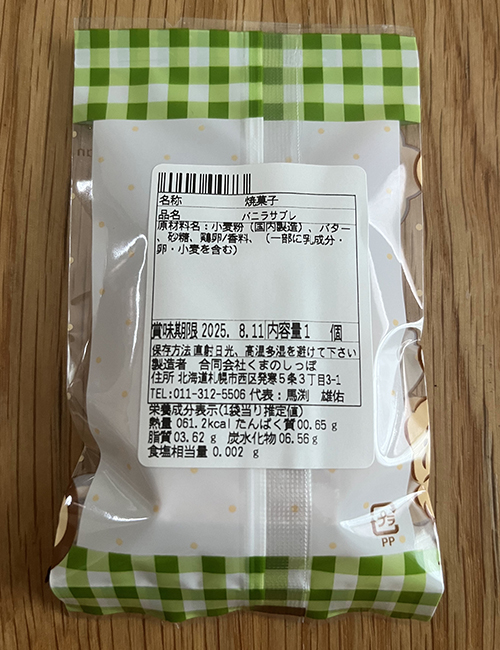 名称 焼菓子
品名 バニラサブレ
原材料名：小麦粉（国内製造）、バター
、砂糖、鶏卵/香料、（一部に乳成分・
卵・小麦を含む）
賞味期限 2025. 8.11 内容量 1 個
保存方法 直射日光、高温多湿を避けて下さい
製造者 合同会社くまのしっぽ
住所 北海道札幌市西区発寒5条3丁目3-1
TEL:011-312-5506 代表：馬渕 雄佑
栄養成分表示(1袋当り推定値)
熱量 061.2kcal たんぱく質 00.65g
脂質 03.62 g 炭水化物 06.56g
食塩相当量 0.002 g
プラ
PP